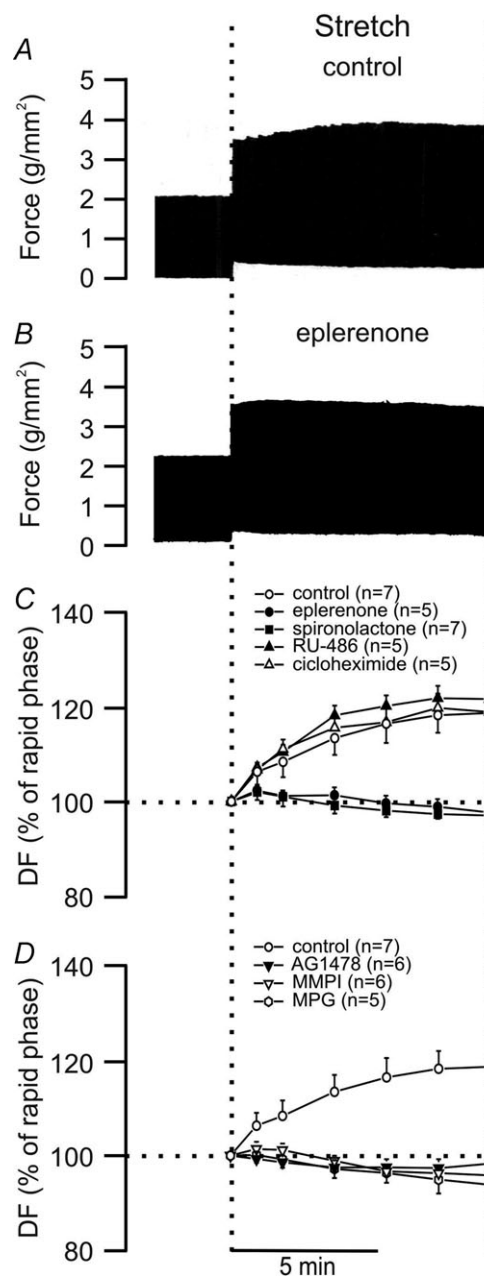 Stretch
control
A
5
4
3
2
1
0
Force (g/mm²)
eplerenone
B
5
4
3
2
1
0
Force (g/mm²)
C
control (n=7)
eplerenone (n=5)
spironolactone (n=7)
RU-486 (n=5)
cicloheximide (n=5)
140
120
100
80
DF (% of rapid phase)
D
control (n=7)
AG1478 (n=6)
MMPI (n=6)
MPG (n=5)
140
120
100
80
DF (% of rapid phase)
5 min